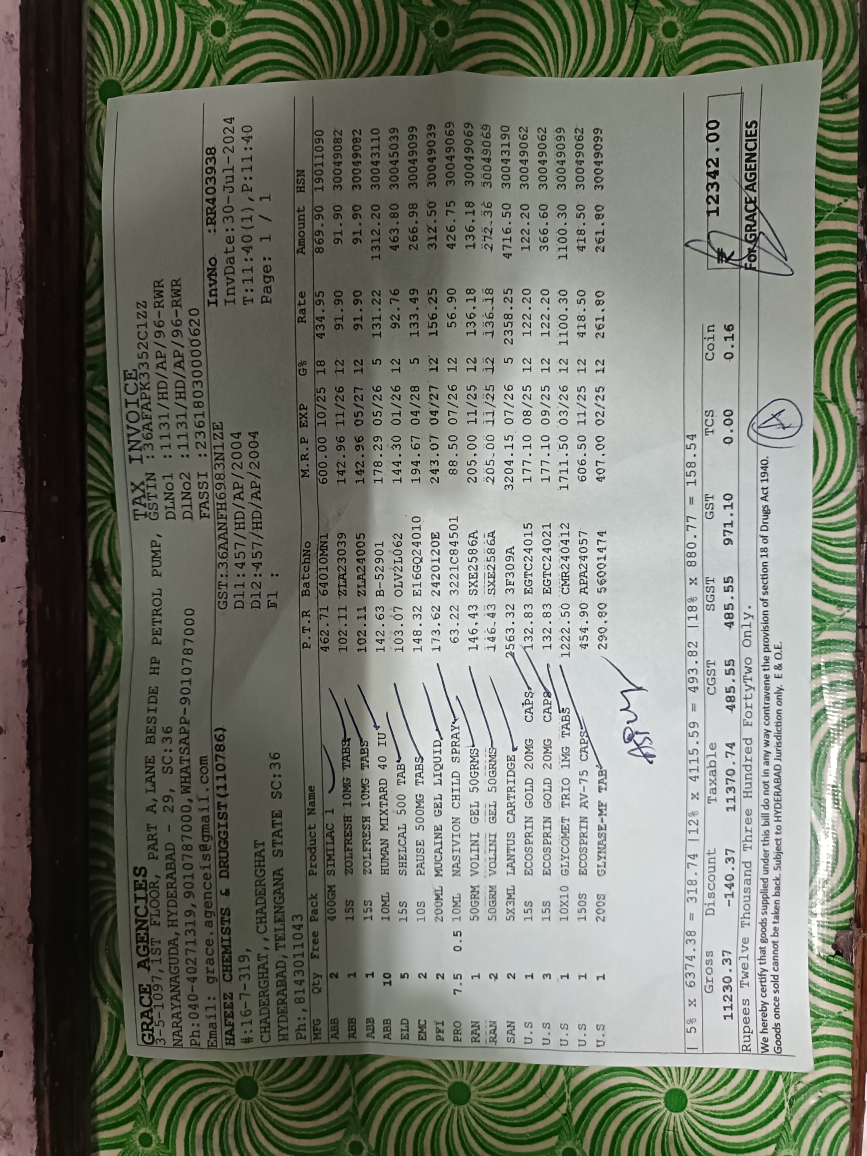 TAX INVOICE
GRACE AGENCIES
3-5-1097, 1ST FLOOR, PART A, LANE BESIDE HP PETROL PUMP,
NARAYANAGUDA, HYDERABAD - 29, SC:36
Ph:040-40271319,9010787000,WHATSAPP-9010787000
Email: grace.agenceis@gmail.com
GSTIN :36AFAPK3352C1ZZ
DLNo1 :1131/HD/AP/96-RWR
DlNo2 :1131/HD/AP/96-RWR
FASSI :23618030000620
HAFEEZ CHEMISTS & DRUGGIST(110786)
#:16-7-319,
CHADERGHAT,,CHADERGHAT
HYDERABAD,TELENGANA STATE SC:36
Ph:,8143011043
GST:36AANFH6983N1ZE
Dl1:457/HD/AP/2004
Dl2:457/HD/AP/2004
Fl :
InvNo :RR403938
InvDate:30-Jul-2024
T:11:40(1),P:11:40
Page: 1 / 1
MFG Qty Free Pack Product Name P.T.R BatchNo M.R.P EXP G% Rate Amount HSN
ABB 2 400GM SIMILAC 1 462.71 64010MN1 600.00 10/25 18 434.95 869.90 19011090
ABB 1 15S ZOLFRESH 10MG TABS 102.11 ZLA23039 142.96 11/26 12 91.90 91.90 30049082
ABB 1 15S ZOLFRESH 10MG TABS 102.11 ZLA24005 142.96 05/27 12 91.90 91.90 30049082
ABB 10 10ML HUMAN MIXTARD 40 IU 142.63 B-52901 178.29 05/26 5 131.22 1312.20 30043110
ELD 5 15S SHELCAL 500 TAB 103.07 OLV2L062 144.30 01/26 12 92.76 463.80 30045039
EMC 2 10S PAUSE 500MG TABS 148.32 E16GQ24010 194.67 04/28 5 133.49 266.98 30049099
PFI 2 200ML MUCAINE GEL LIQUID 173.62 2420120E 243.07 04/27 12 156.25 312.50 30049039
PRO 7.5 0.5 10ML NASIVION CHILD SPRAY 63.22 3221C84501 88.50 07/26 12 56.90 426.75 30049069
RAN 1 50GRM VOLINI GEL 50GRMS 146.43 SXE2586A 205.00 11/25 12 136.18 136.18 30049069
RAN 2 50GRM VOLINI GEL 50GRMS 146.43 SXE2586A 205.00 11/25 12 136.18 272.36 30049069
SAN 2 5X3ML LANTUS CARTRIDGE 2563.32 3F309A 3204.15 07/26 5 2358.25 4716.50 30043190
U.S 1 15S ECOSPRIN GOLD 20MG CAPS 132.83 EGTC24015 177.10 08/25 12 122.20 122.20 30049062
U.S 3 15S ECOSPRIN GOLD 20MG CAPS 132.83 EGTC24021 177.10 09/25 12 122.20 366.60 30049062
U.S 1 10X10 GLYCOMET TRIO 1MG TABS 1222.50 CMR240412 1711.50 03/26 12 1100.30 1100.30 30049099
U.S 1 150S ECOSPRIN AV-75 CAPS 454.90 APA24057 606.50 11/25 12 418.50 418.50 30049062
U.S 1 200S GLYNASE-MF TAB 290.80 56001474 407.00 02/25 12 261.80 261.80 30049099
| 5% x 6374.38 = 318.74 |12% x 4115.59 = 493.82 |18% x 880.77 = 158.54
Gross Discount Taxable CGST SGST GST TCS Coin
11230.37 -140.37 11370.74 485.55 485.55 971.10 0.00 0.16
12342.00
Rupees Twelve Thousand Three Hundred FortyTwo Only.
For GRACE AGENCIES
We hereby certify that goods supplied under this bill do not in any way contravene the provision of section 18 of Drugs Act 1940.
Goods once sold cannot be taken back. Subject to HYDERABAD Jurisdiction only. E & O.E.